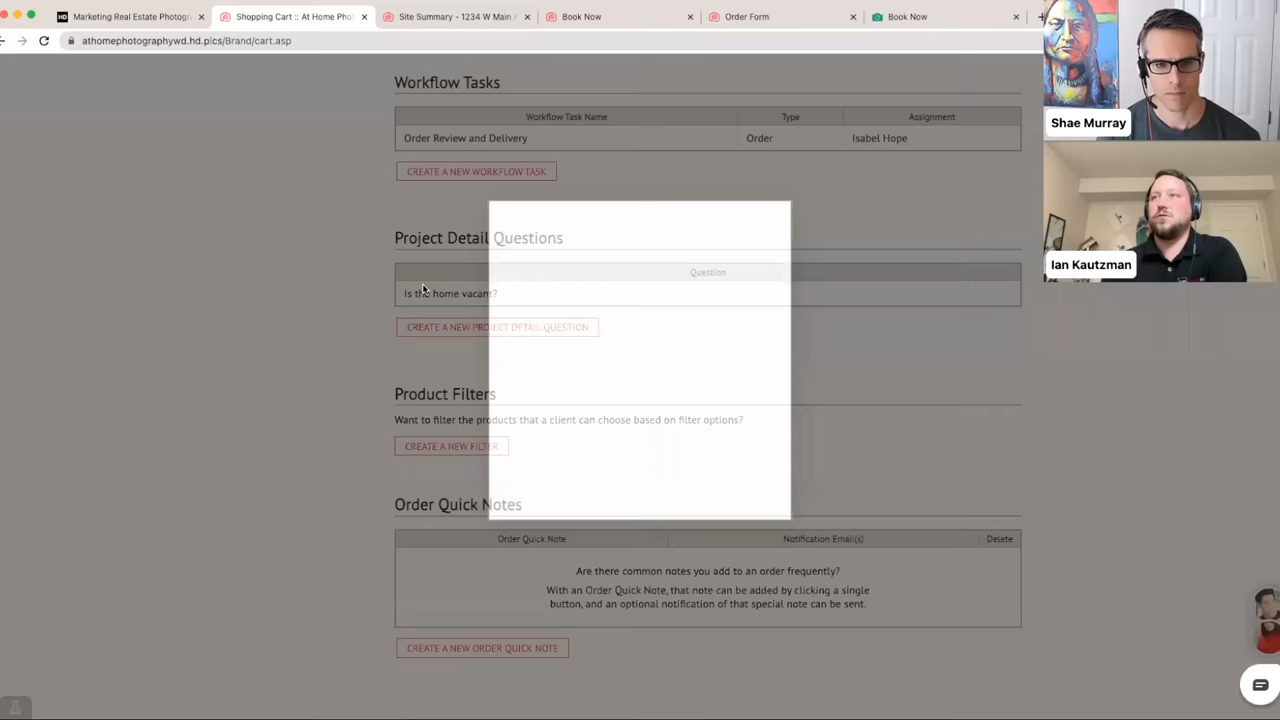 Marketing Real Estate Photogr
Shopping Cart :: At Home Pho
Site Summary - 1234 W Main A
Book Now
Order Form
Book Now
athomephotographywd.hd.pics/Brand/cart.asp
Workflow Tasks
Workflow Task Name
Type
Assignment
Order Review and Delivery
Order
Isabel Hope
CREATE A NEW WORKFLOW TASK
Project Detail Questions
Question
Is the home vacant?
CREATE A NEW PROJECT DETAIL QUESTION
Product Filters
Want to filter the products that a client can choose based on filter options?
CREATE A NEW FILTER
Order Quick Notes
Order Quick Note
Notification Email(s)
Delete
Are there common notes you add to an order frequently?
With an Order Quick Note, that note can be added by clicking a single
button, and an optional notification of that special note can be sent.
CREATE A NEW ORDER QUICK NOTE
Shae Murray
Ian Kautzman
HD